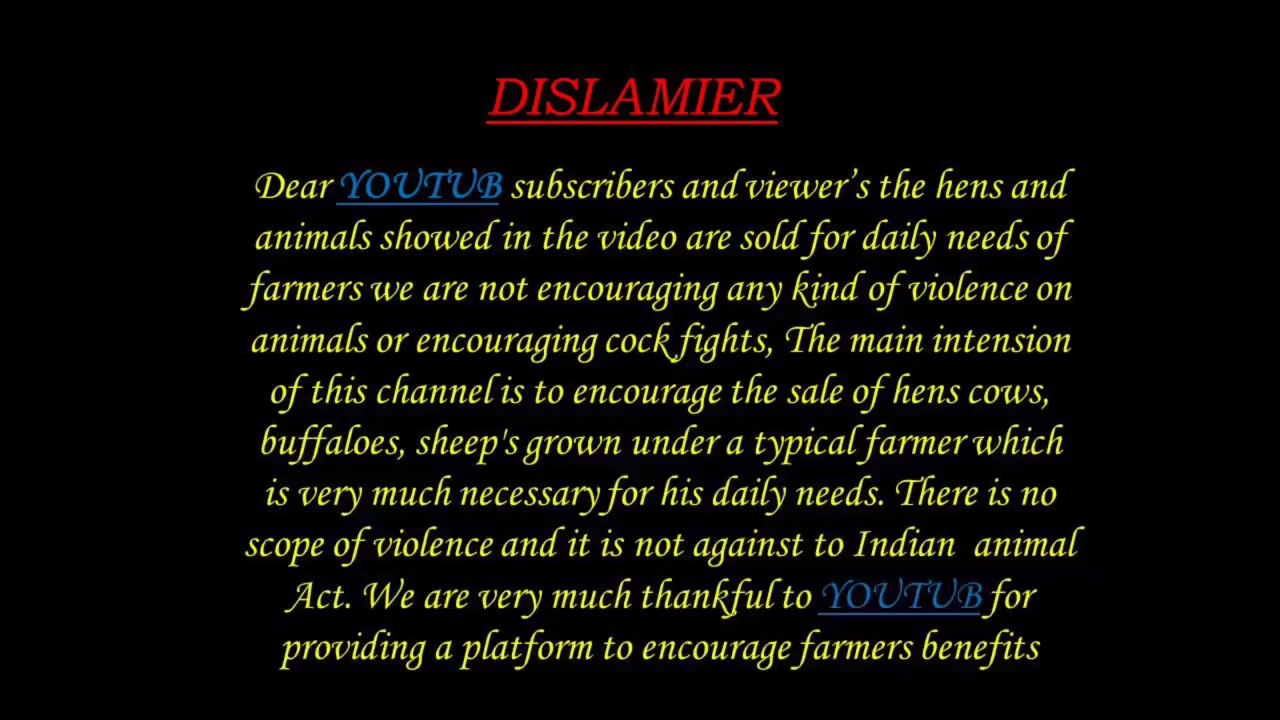 DISLAMIER
Dear YOUTUB subscribers and viewer’s the hens and
animals showed in the video are sold for daily needs of
farmers we are not encouraging any kind of violence on
animals or encouraging cock fights, The main intension
of this channel is to encourage the sale of hens cows,
buffaloes, sheep's grown under a typical farmer which
is very much necessary for his daily needs. There is no
scope of violence and it is not against to Indian  animal
Act. We are very much thankful to YOUTUB for
providing a platform to encourage farmers benefits